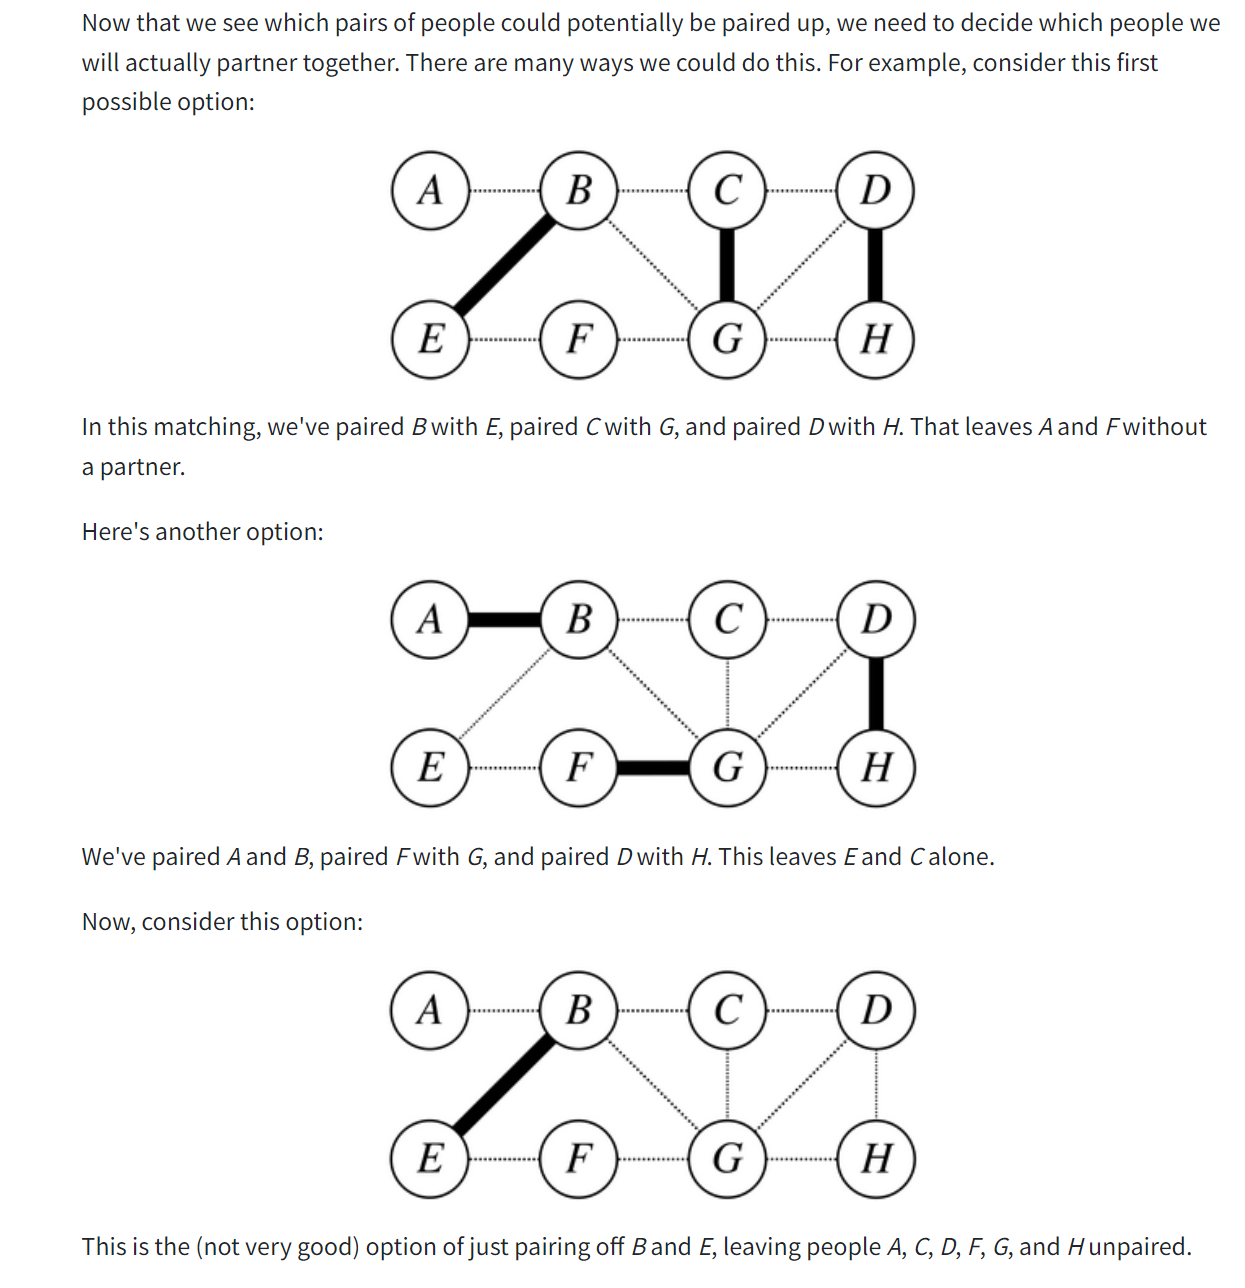 Now that we see which pairs of people could potentially be paired up, we need to decide which people we
will actually partner together. There are many ways we could do this. For example, consider this first
possible option:
A B C D
E F G H
In this matching, we've paired B with E, paired C with G, and paired D with H. That leaves A and F without
a partner.
Here's another option:
A B C D
E F G H
We've paired A and B, paired F with G, and paired D with H. This leaves E and C alone.
Now, consider this option:
A B C D
E F G H
This is the (not very good) option of just pairing off B and E, leaving people A, C, D, F, G, and H unpaired.